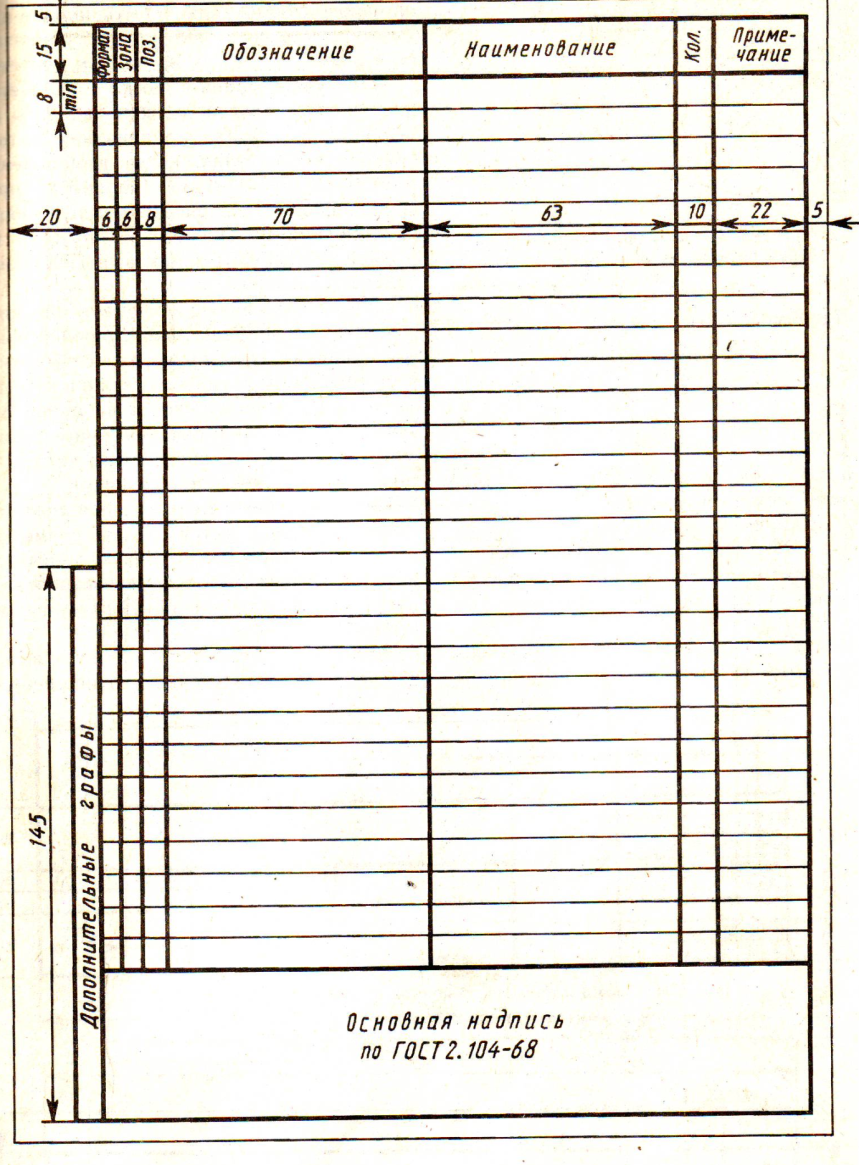 5
15
Формат
Зона
Поз.
Обозначение
Наименование
Кол.
Приме-
чание
8
min
20
6
6
8
70
63
10
22
5
145
Дополнительные графы
Основная надпись
по ГОСТ 2.104-68